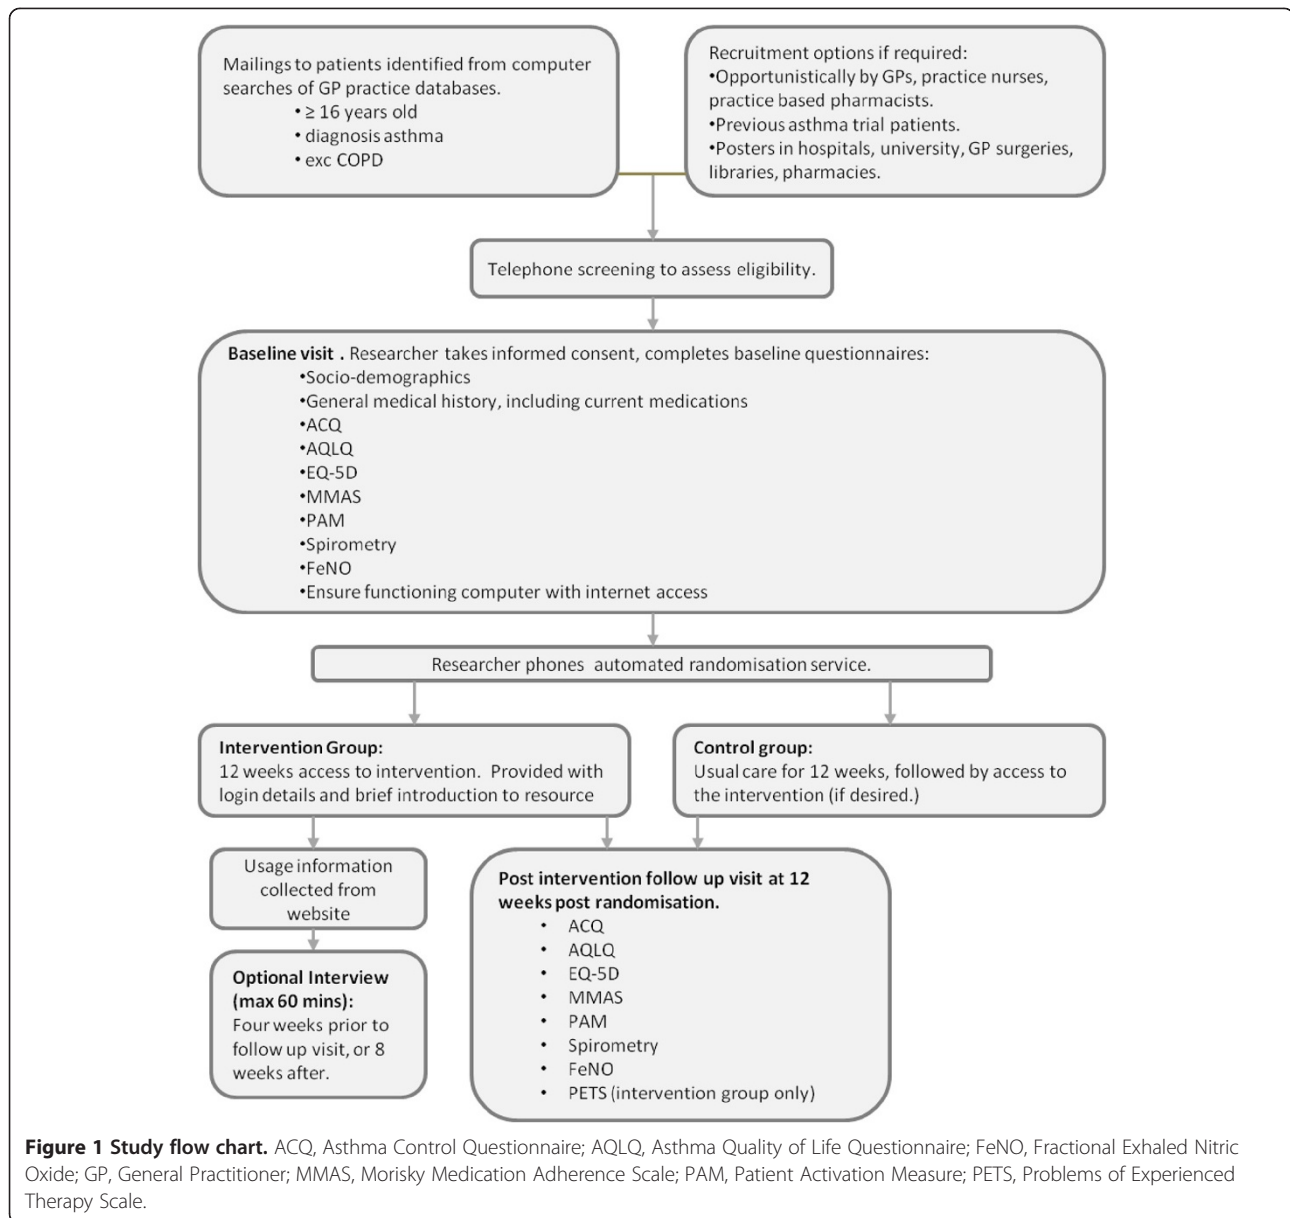 Mailings to patients identified from computer
searches of GP practice databases.
• ≥ 16 years old
• diagnosis asthma
• exc COPD
Recruitment options if required:
•Opportunistically by GPs, practice nurses,
practice based pharmacists.
•Previous asthma trial patients.
•Posters in hospitals, university, GP surgeries,
libraries, pharmacies.
Telephone screening to assess eligibility.
Baseline visit . Researcher takes informed consent, completes baseline questionnaires:
•Socio-demographics
•General medical history, including current medications
•ACQ
•AQLQ
•EQ-5D
•MMAS
•PAM
•Spirometry
•FeNO
•Ensure functioning computer with internet access
Researcher phones automated randomisation service.
Intervention Group:
12 weeks access to intervention. Provided with
login details and brief introduction to resource
Control group:
Usual care for 12 weeks, followed by access to
the intervention (if desired.)
Usage information
collected from
website
Optional Interview
(max 60 mins):
Four weeks prior to
follow up visit, or 8
weeks after.
Post intervention follow up visit at 12
weeks post randomisation.
• ACQ
• AQLQ
• EQ-5D
• MMAS
• PAM
• Spirometry
• FeNO
• PETS (intervention group only)
Figure 1 Study flow chart. ACQ, Asthma Control Questionnaire; AQLQ, Asthma Quality of Life Questionnaire; FeNO, Fractional Exhaled Nitric
Oxide; GP, General Practitioner; MMAS, Morisky Medication Adherence Scale; PAM, Patient Activation Measure; PETS, Problems of Experienced
Therapy Scale.